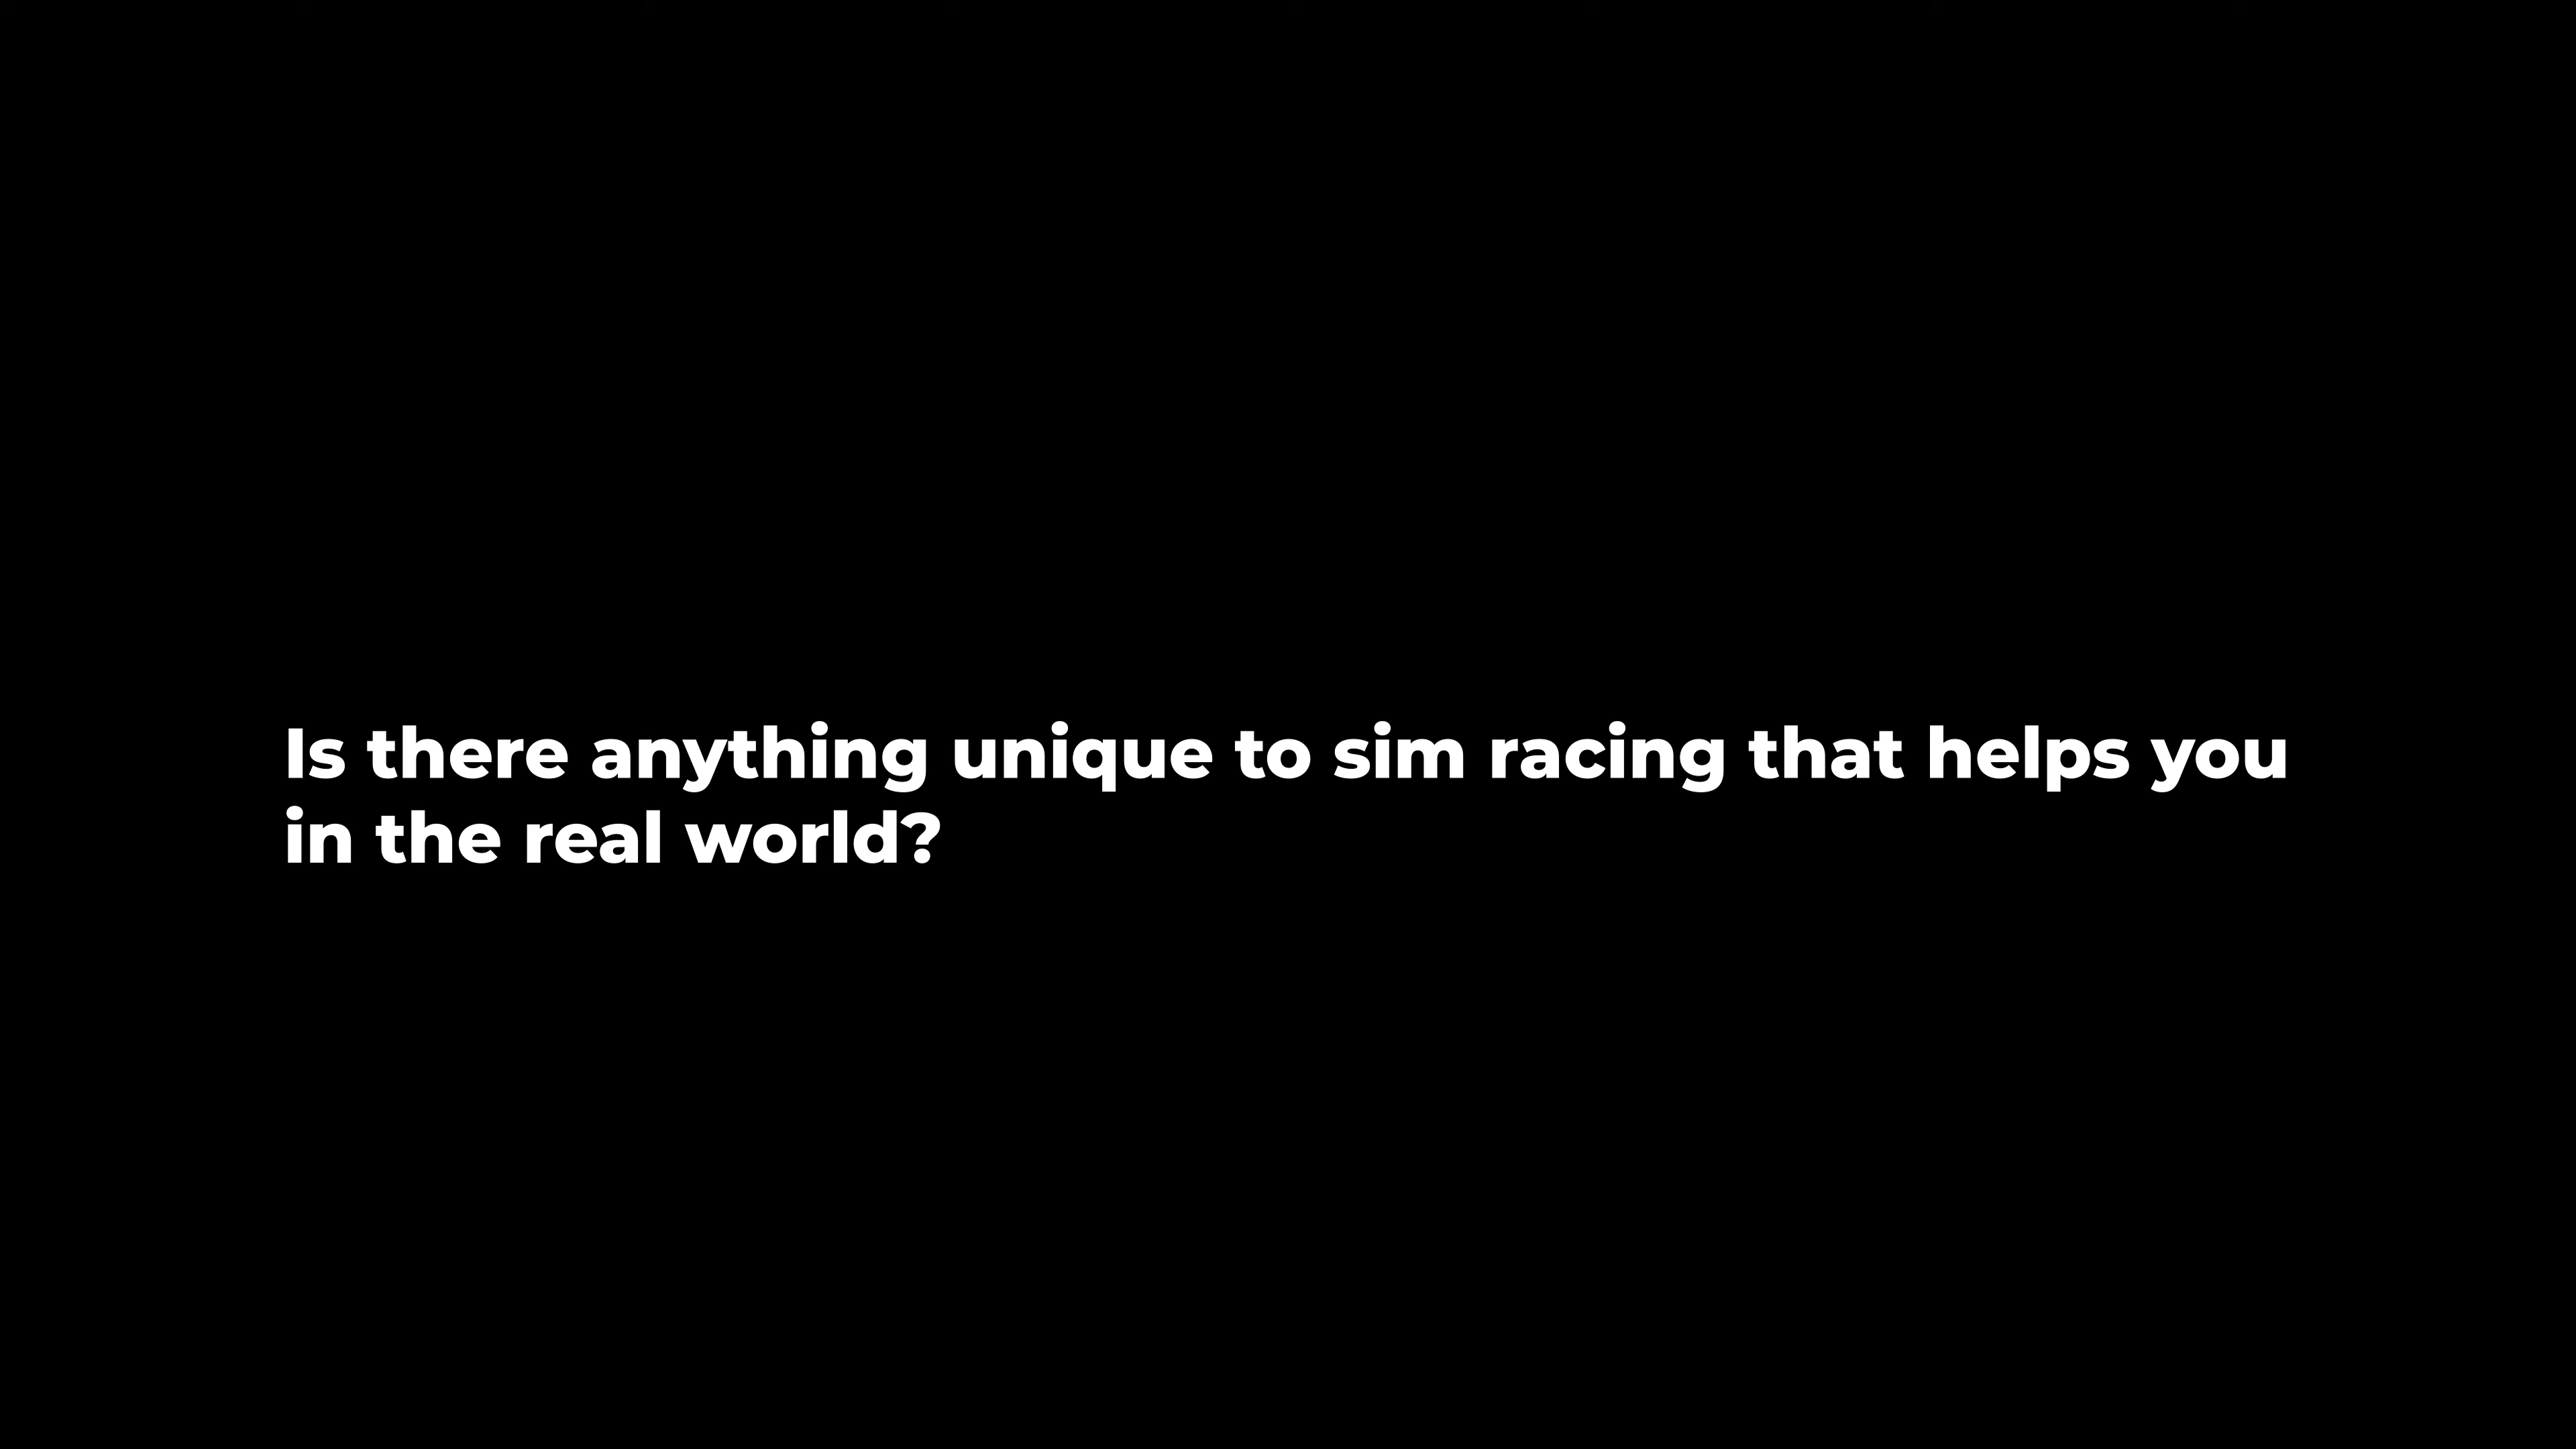 Is there anything unique to sim racing that helps you
in the real world?